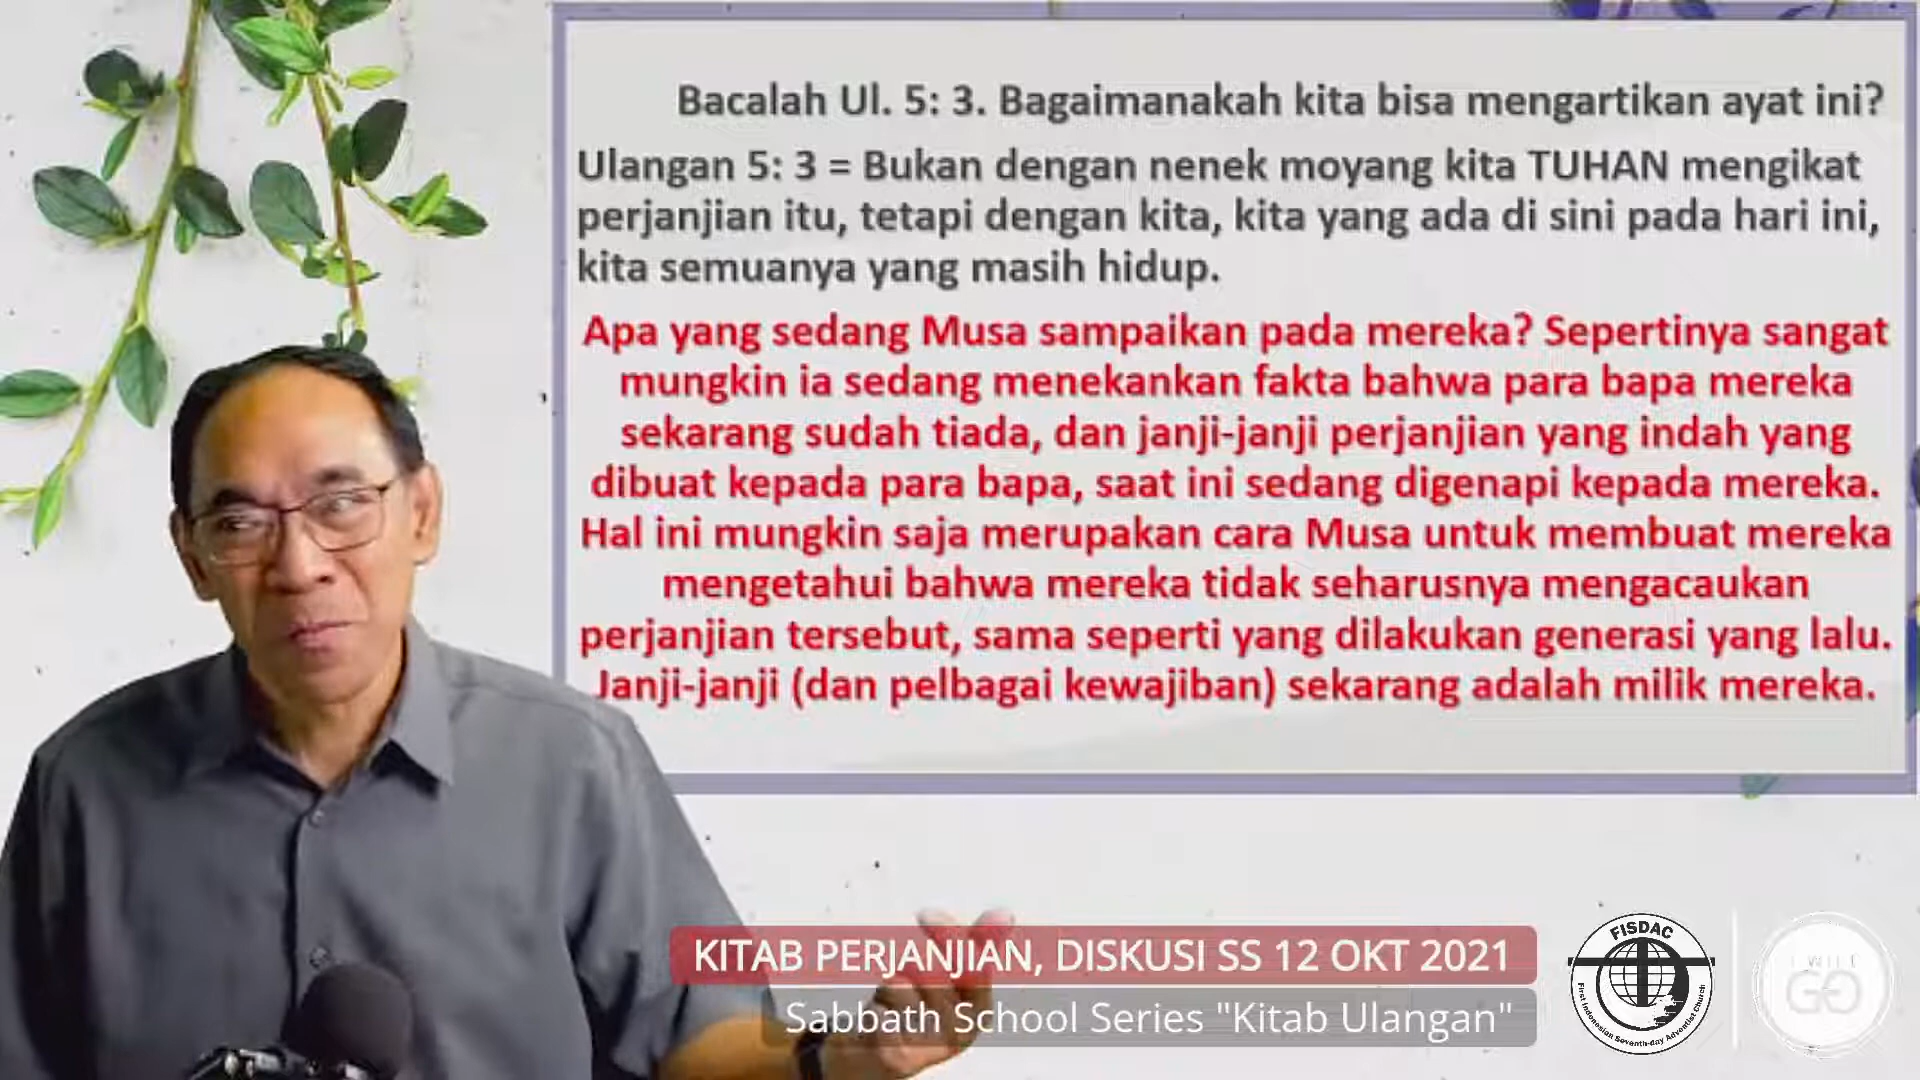 Bacalah Ul. 5: 3. Bagaimanakah kita bisa mengartikan ayat ini?
Ulangan 5: 3 = Bukan dengan nenek moyang kita TUHAN mengikat
perjanjian itu, tetapi dengan kita, kita yang ada di sini pada hari ini,
kita semuanya yang masih hidup.
Apa yang sedang Musa sampaikan pada mereka? Sepertinya sangat
mungkin ia sedang menekankan fakta bahwa para bapa mereka
sekarang sudah tiada, dan janji-janji perjanjian yang indah yang
dibuat kepada para bapa, saat ini sedang digenapi kepada mereka.
Hal ini mungkin saja merupakan cara Musa untuk membuat mereka
mengetahui bahwa mereka tidak seharusnya mengacaukan
perjanjian tersebut, sama seperti yang dilakukan generasi yang lalu.
Janji-janji (dan pelbagai kewajiban) sekarang adalah milik mereka.
KITAB PERJANJIAN, DISKUSI SS 12 OKT 2021
Sabbath School Series "Kitab Ulangan"
FISDAC
First Indonesian Seventh-day Adventist Church
I WILL
GO